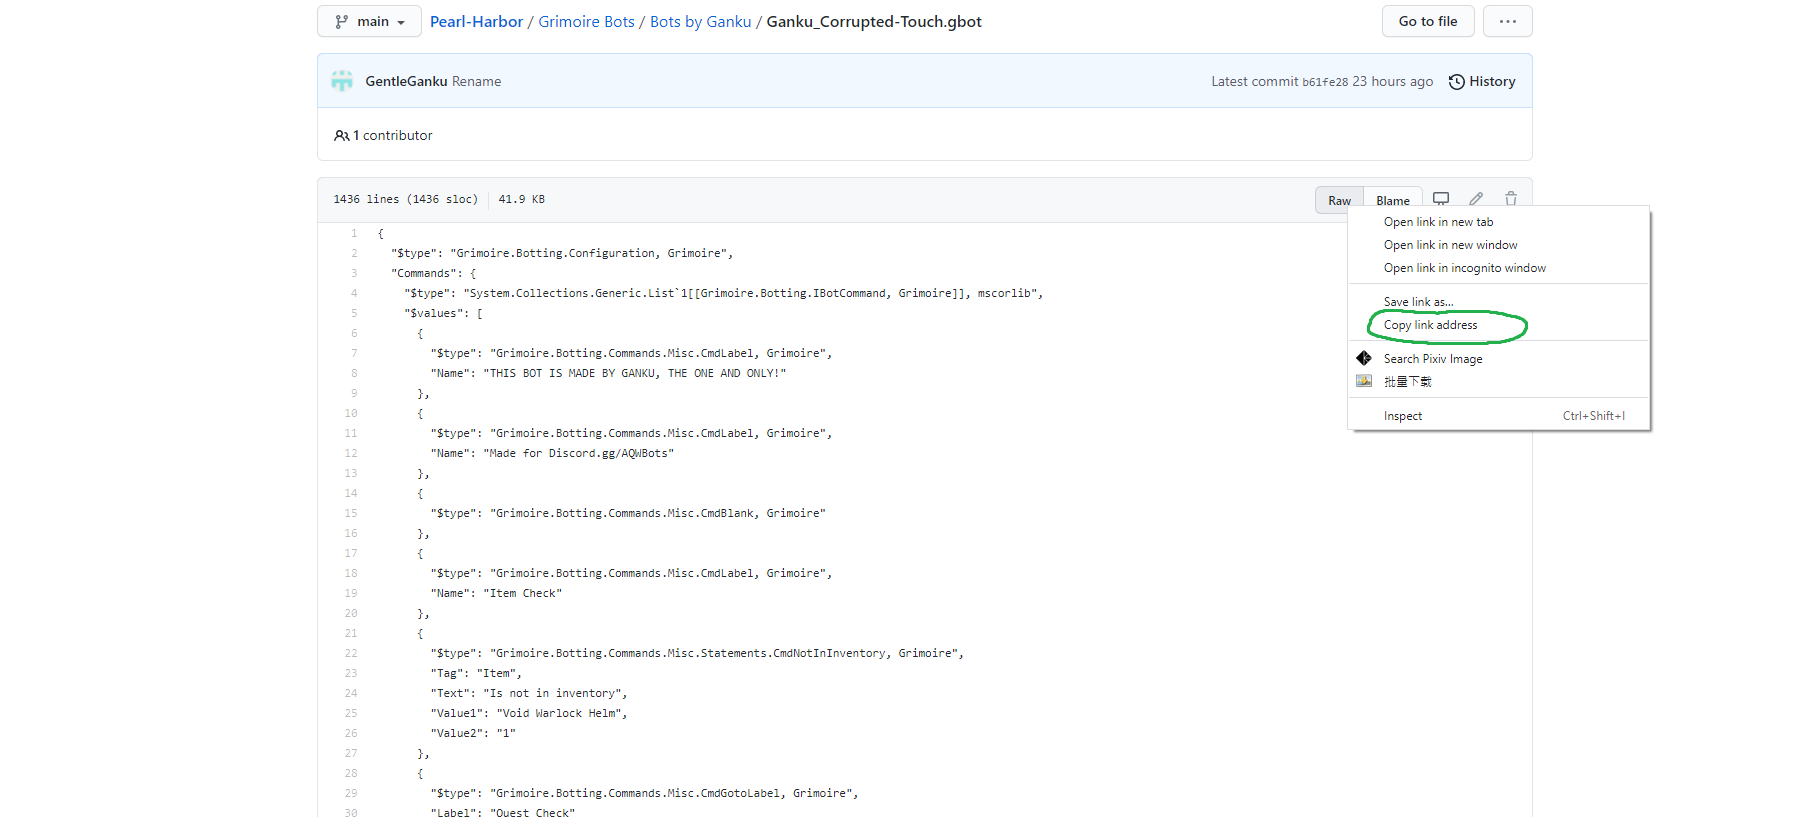 main Pearl-Harbor / Grimoire Bots / Bots by Ganku / Ganku_Corrupted-Touch.gbot Go to file ...
GentleGanku Rename Latest commit b61fe28 23 hours ago History
1 contributor
1436 lines (1436 sloc) 41.9 KB Raw Blame
1 {
2 "$type": "Grimoire.Botting.Configuration, Grimoire",
3 "Commands": {
4 "$type": "System.Collections.Generic.List`1[[Grimoire.Botting.IBotCommand, Grimoire]], mscorlib",
5 "$values": [
6 {
7 "$type": "Grimoire.Botting.Commands.Misc.CmdLabel, Grimoire",
8 "Name": "THIS BOT IS MADE BY GANKU, THE ONE AND ONLY!"
9 },
10 {
11 "$type": "Grimoire.Botting.Commands.Misc.CmdLabel, Grimoire",
12 "Name": "Made for Discord.gg/AQWBots"
13 },
14 {
15 "$type": "Grimoire.Botting.Commands.Misc.CmdBlank, Grimoire"
16 },
17 {
18 "$type": "Grimoire.Botting.Commands.Misc.CmdLabel, Grimoire",
19 "Name": "Item Check"
20 },
21 {
22 "$type": "Grimoire.Botting.Commands.Misc.Statements.CmdNotInInventory, Grimoire",
23 "Tag": "Item",
24 "Text": "Is not in inventory",
25 "Value1": "Void Warlock Helm",
26 "Value2": "1"
27 },
28 {
29 "$type": "Grimoire.Botting.Commands.Misc.CmdGotoLabel, Grimoire",
30 "Label": "Quest Check"
Open link in new tab
Open link in new window
Open link in incognito window
Save link as...
Copy link address
Search Pixiv Image
批量下载
Inspect Ctrl+Shift+I